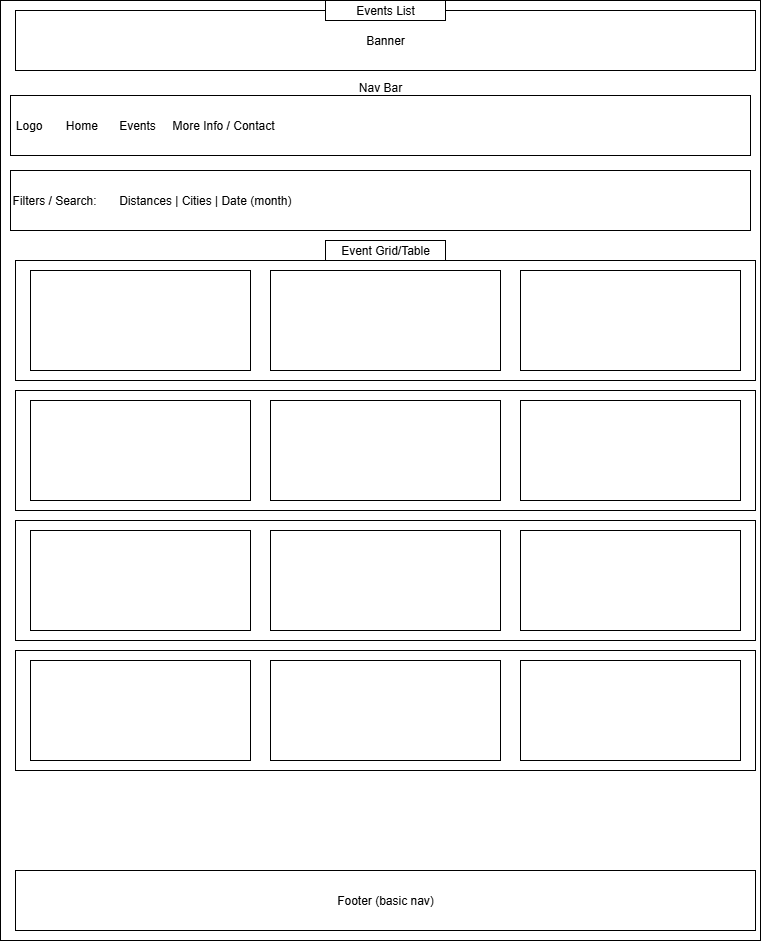 Events List
Banner
Nav Bar
Logo Home Events More Info / Contact
Filters / Search: Distances | Cities | Date (month)
Event Grid/Table
Footer (basic nav)